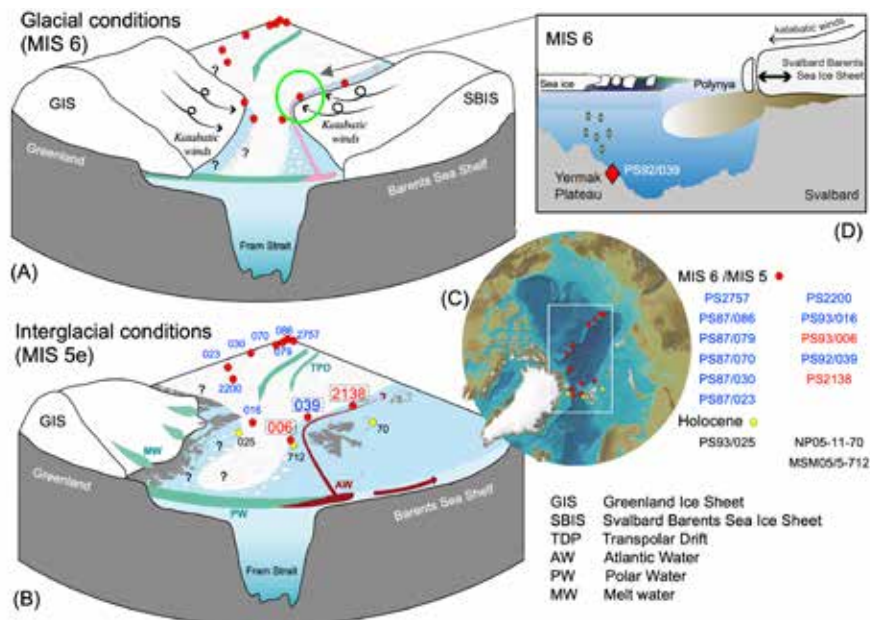 Glacial conditions
(MIS 6)
?
GIS
SBIS
Katabatic
winds
Katabatic
winds
?
?
Greenland
Barents Sea Shelf
Fram Strait
(A)
MIS 6
katabatic winds
Svalbard Barents
Sea Ice Sheet
Sea ice
Polynya
PS92/039
Yermak
Plateau
Svalbard
(D)
Interglacial conditions
(MIS 5e)
086
2757
070
030
079
023
2200
TPD
?
GIS
016
039
2138
?
025
006
712
70
MW
?
?
Greenland
AW
PW
Barents Sea Shelf
Fram Strait
(B)
(C)
MIS 6 /MIS 5
PS2757
PS2200
PS87/086
PS93/016
PS87/079
PS93/006
PS87/070
PS92/039
PS87/030
PS2138
PS87/023
Holocene
PS93/025
NP05-11-70
MSM05/5-712
GIS Greenland Ice Sheet
SBIS Svalbard Barents Sea Ice Sheet
TDP Transpolar Drift
AW Atlantic Water
PW Polar Water
MW Melt water